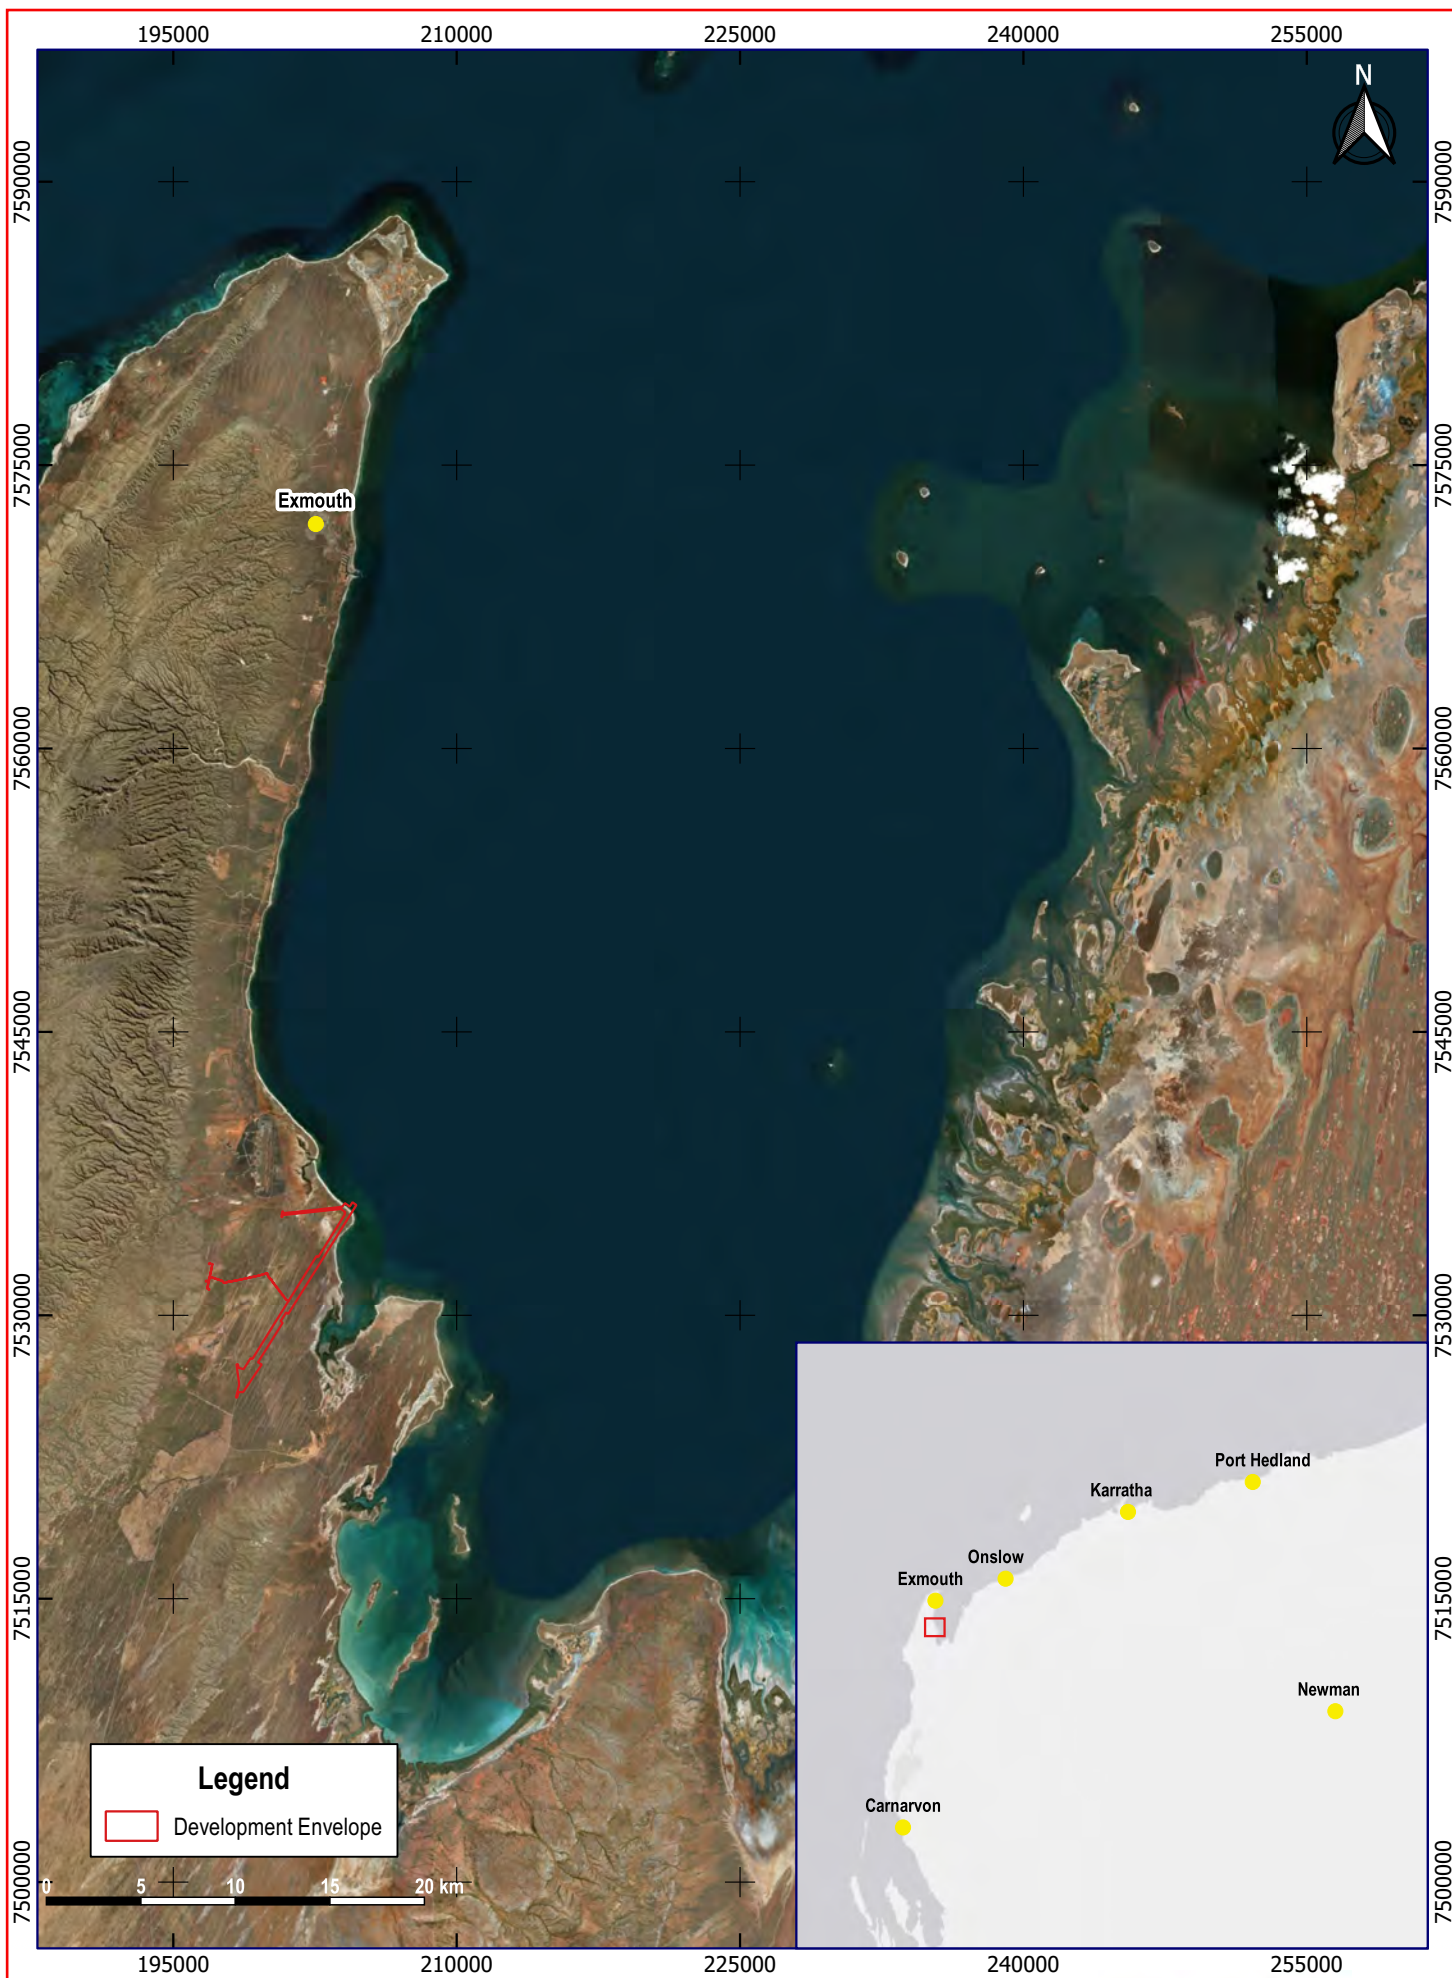 195000 210000 225000 240000 255000
N
7590000 7590000
7575000 7575000
Exmouth
7560000 7560000
7545000 7545000
7530000 7530000
Port Hedland
Karratha
Onslow
Exmouth
7515000 7515000
Newman
Legend
Carnarvon
Development Envelope
7500000 7500000
0 5 10 15 20 km
195000 210000 225000 240000 255000